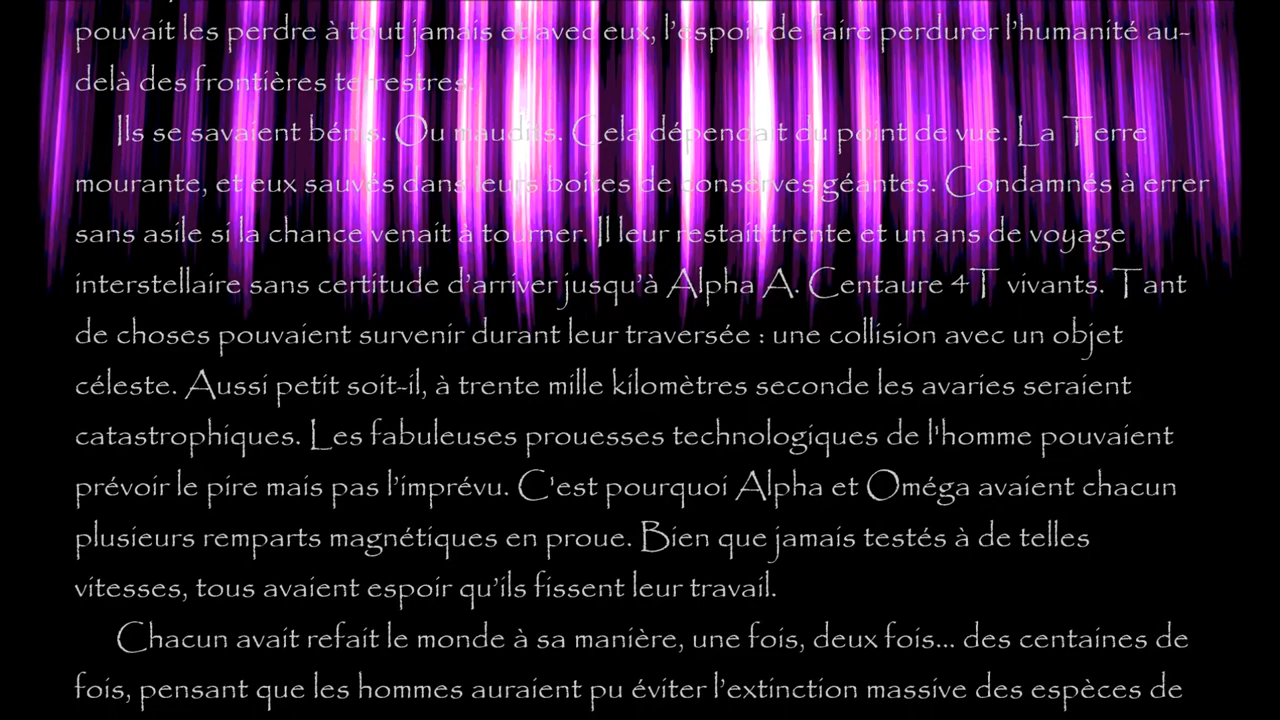 pouvait les perdre à tout jamais et avec eux, l’espoir de faire perdurer l’humanité au-
delà des frontières terrestres.
Ils se savaient bénis. Ou maudits. Cela dépendait du point de vue. La Terre
mourante, et eux sauvés dans leurs boites de conserves géantes. Condamnés à errer
sans asile si la chance venait à tourner. Il leur restait trente et un ans de voyage
interstellaire sans certitude d’arriver jusqu’à Alpha A. Centaure 4T vivants. Tant
de choses pouvaient survenir durant leur traversée : une collision avec un objet
céleste. Aussi petit soit-il, à trente mille kilomètres seconde les avaries seraient
catastrophiques. Les fabuleuses prouesses technologiques de l'homme pouvaient
prévoir le pire mais pas l’imprévu. C'est pourquoi Alpha et Oméga avaient chacun
plusieurs remparts magnétiques en proue. Bien que jamais testés à de telles
vitesses, tous avaient espoir qu’ils fissent leur travail.
Chacun avait refait le monde à sa manière, une fois, deux fois... des centaines de
fois, pensant que les hommes auraient pu éviter l’extinction massive des espèces de